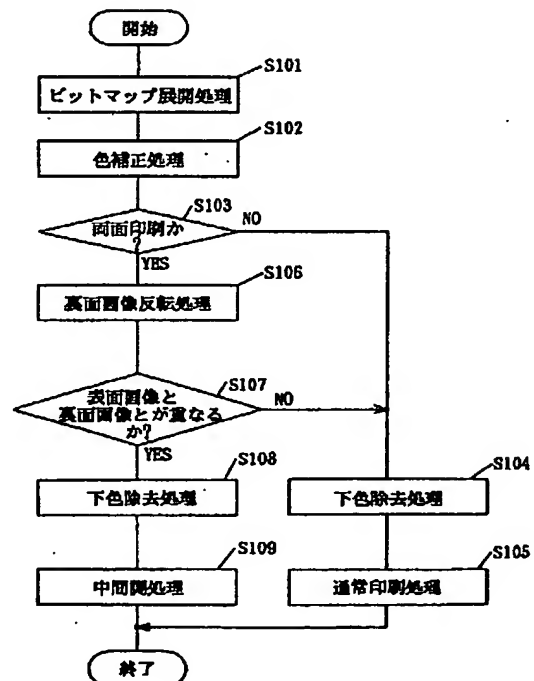 開始
S101
ビットマップ展開処理
S102
色補正処理
S103
両面印刷か
?
NO
YES
S106
裏面画像反転処理
S107
表面画像と
裏面画像とが重なる
か?
NO
YES
S108
下色除去処理
S104
下色除去処理
S109
中間調処理
S105
通常印刷処理
終了